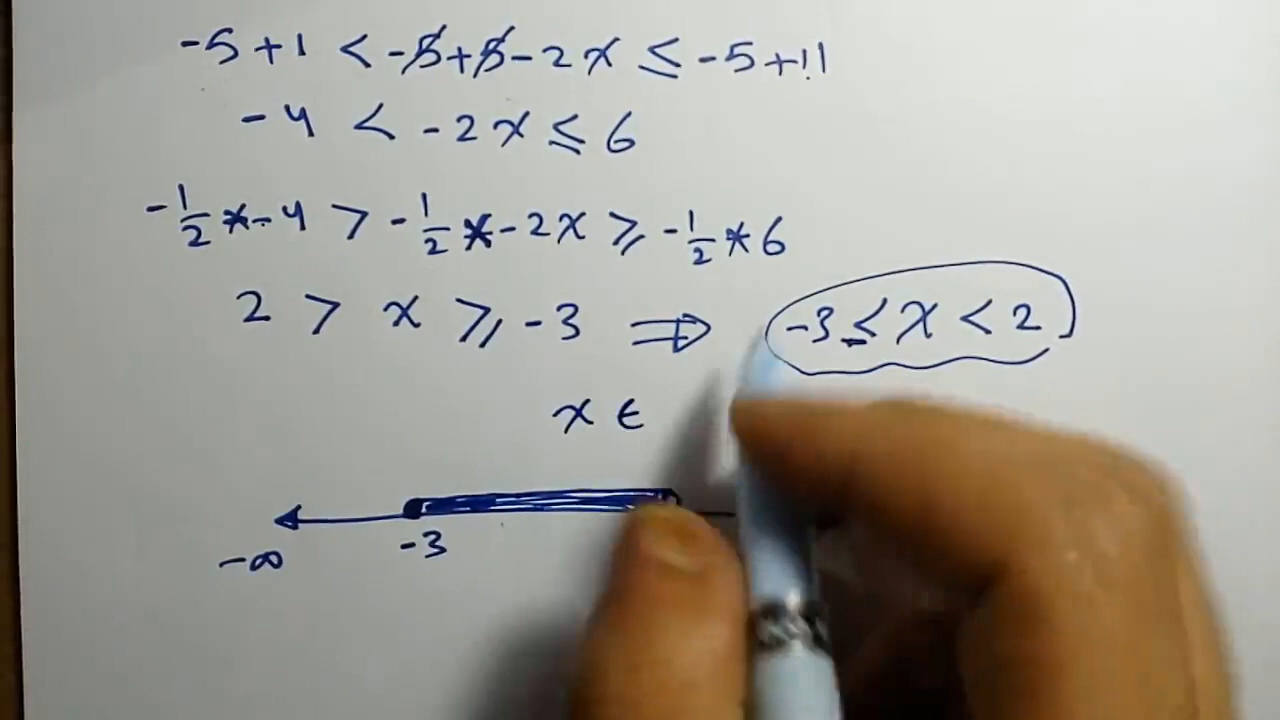 -5+1 < -5+5-2x ≤ -5+11
-4 < -2x ≤ 6
-1/2 * -4 > -1/2 * -2x ≥ -1/2 * 6
2 > x ≥ -3 ⇒ -3 ≤ x < 2
x ∈
-∞ -3